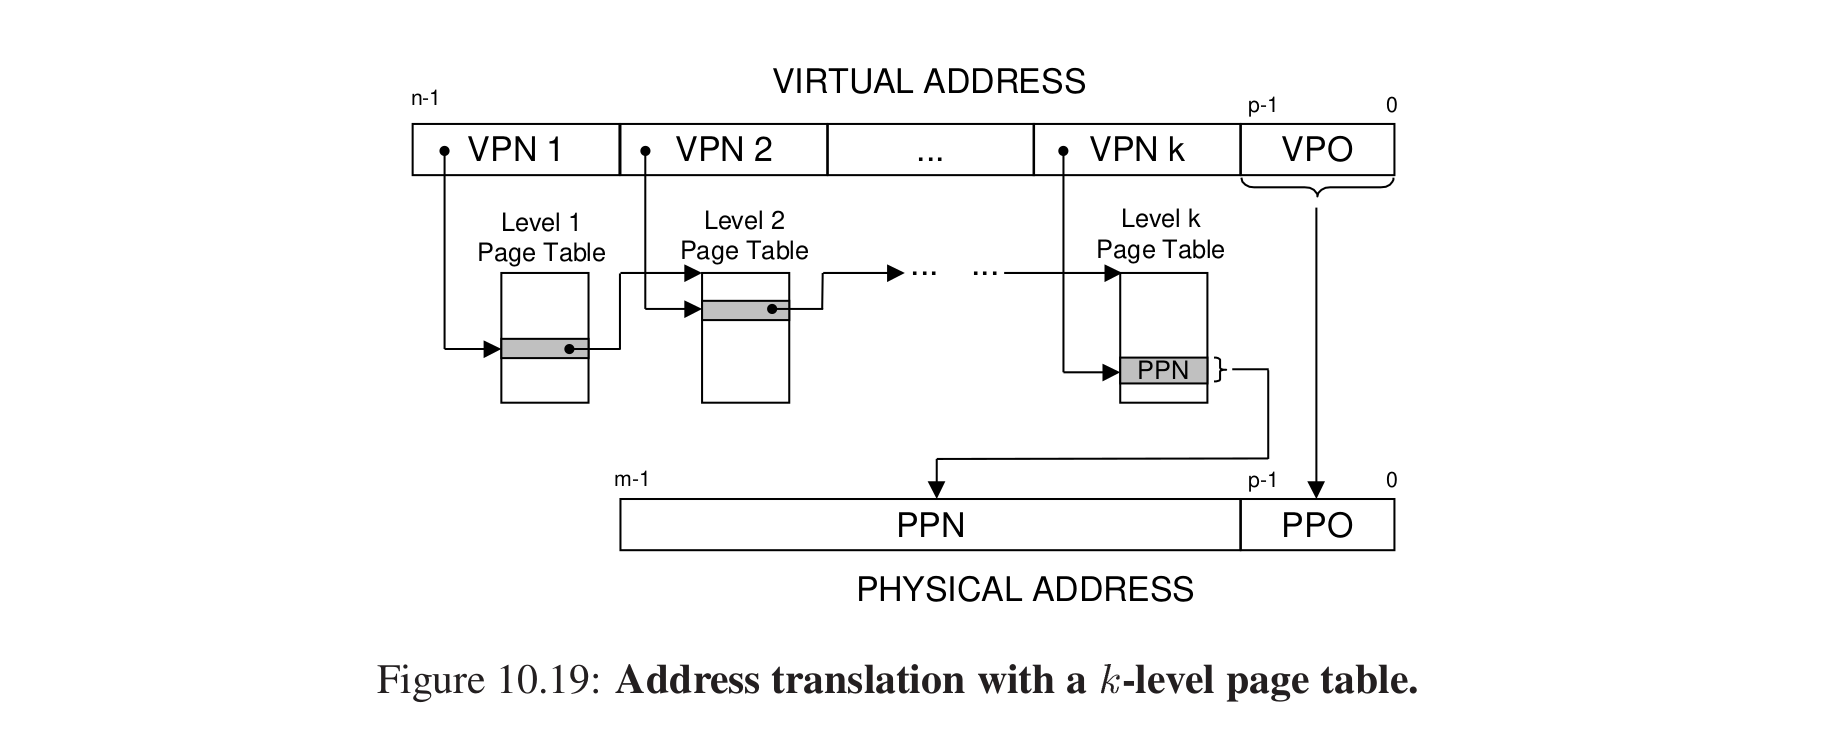 VIRTUAL ADDRESS
n-1 p-1 0
VPN 1 VPN 2 ... VPN k VPO
Level 1 Level 2 Level k
Page Table Page Table Page Table
... ...
PPN
m-1 p-1 0
PPN PPO
PHYSICAL ADDRESS
Figure 10.19: Address translation with a k-level page table.